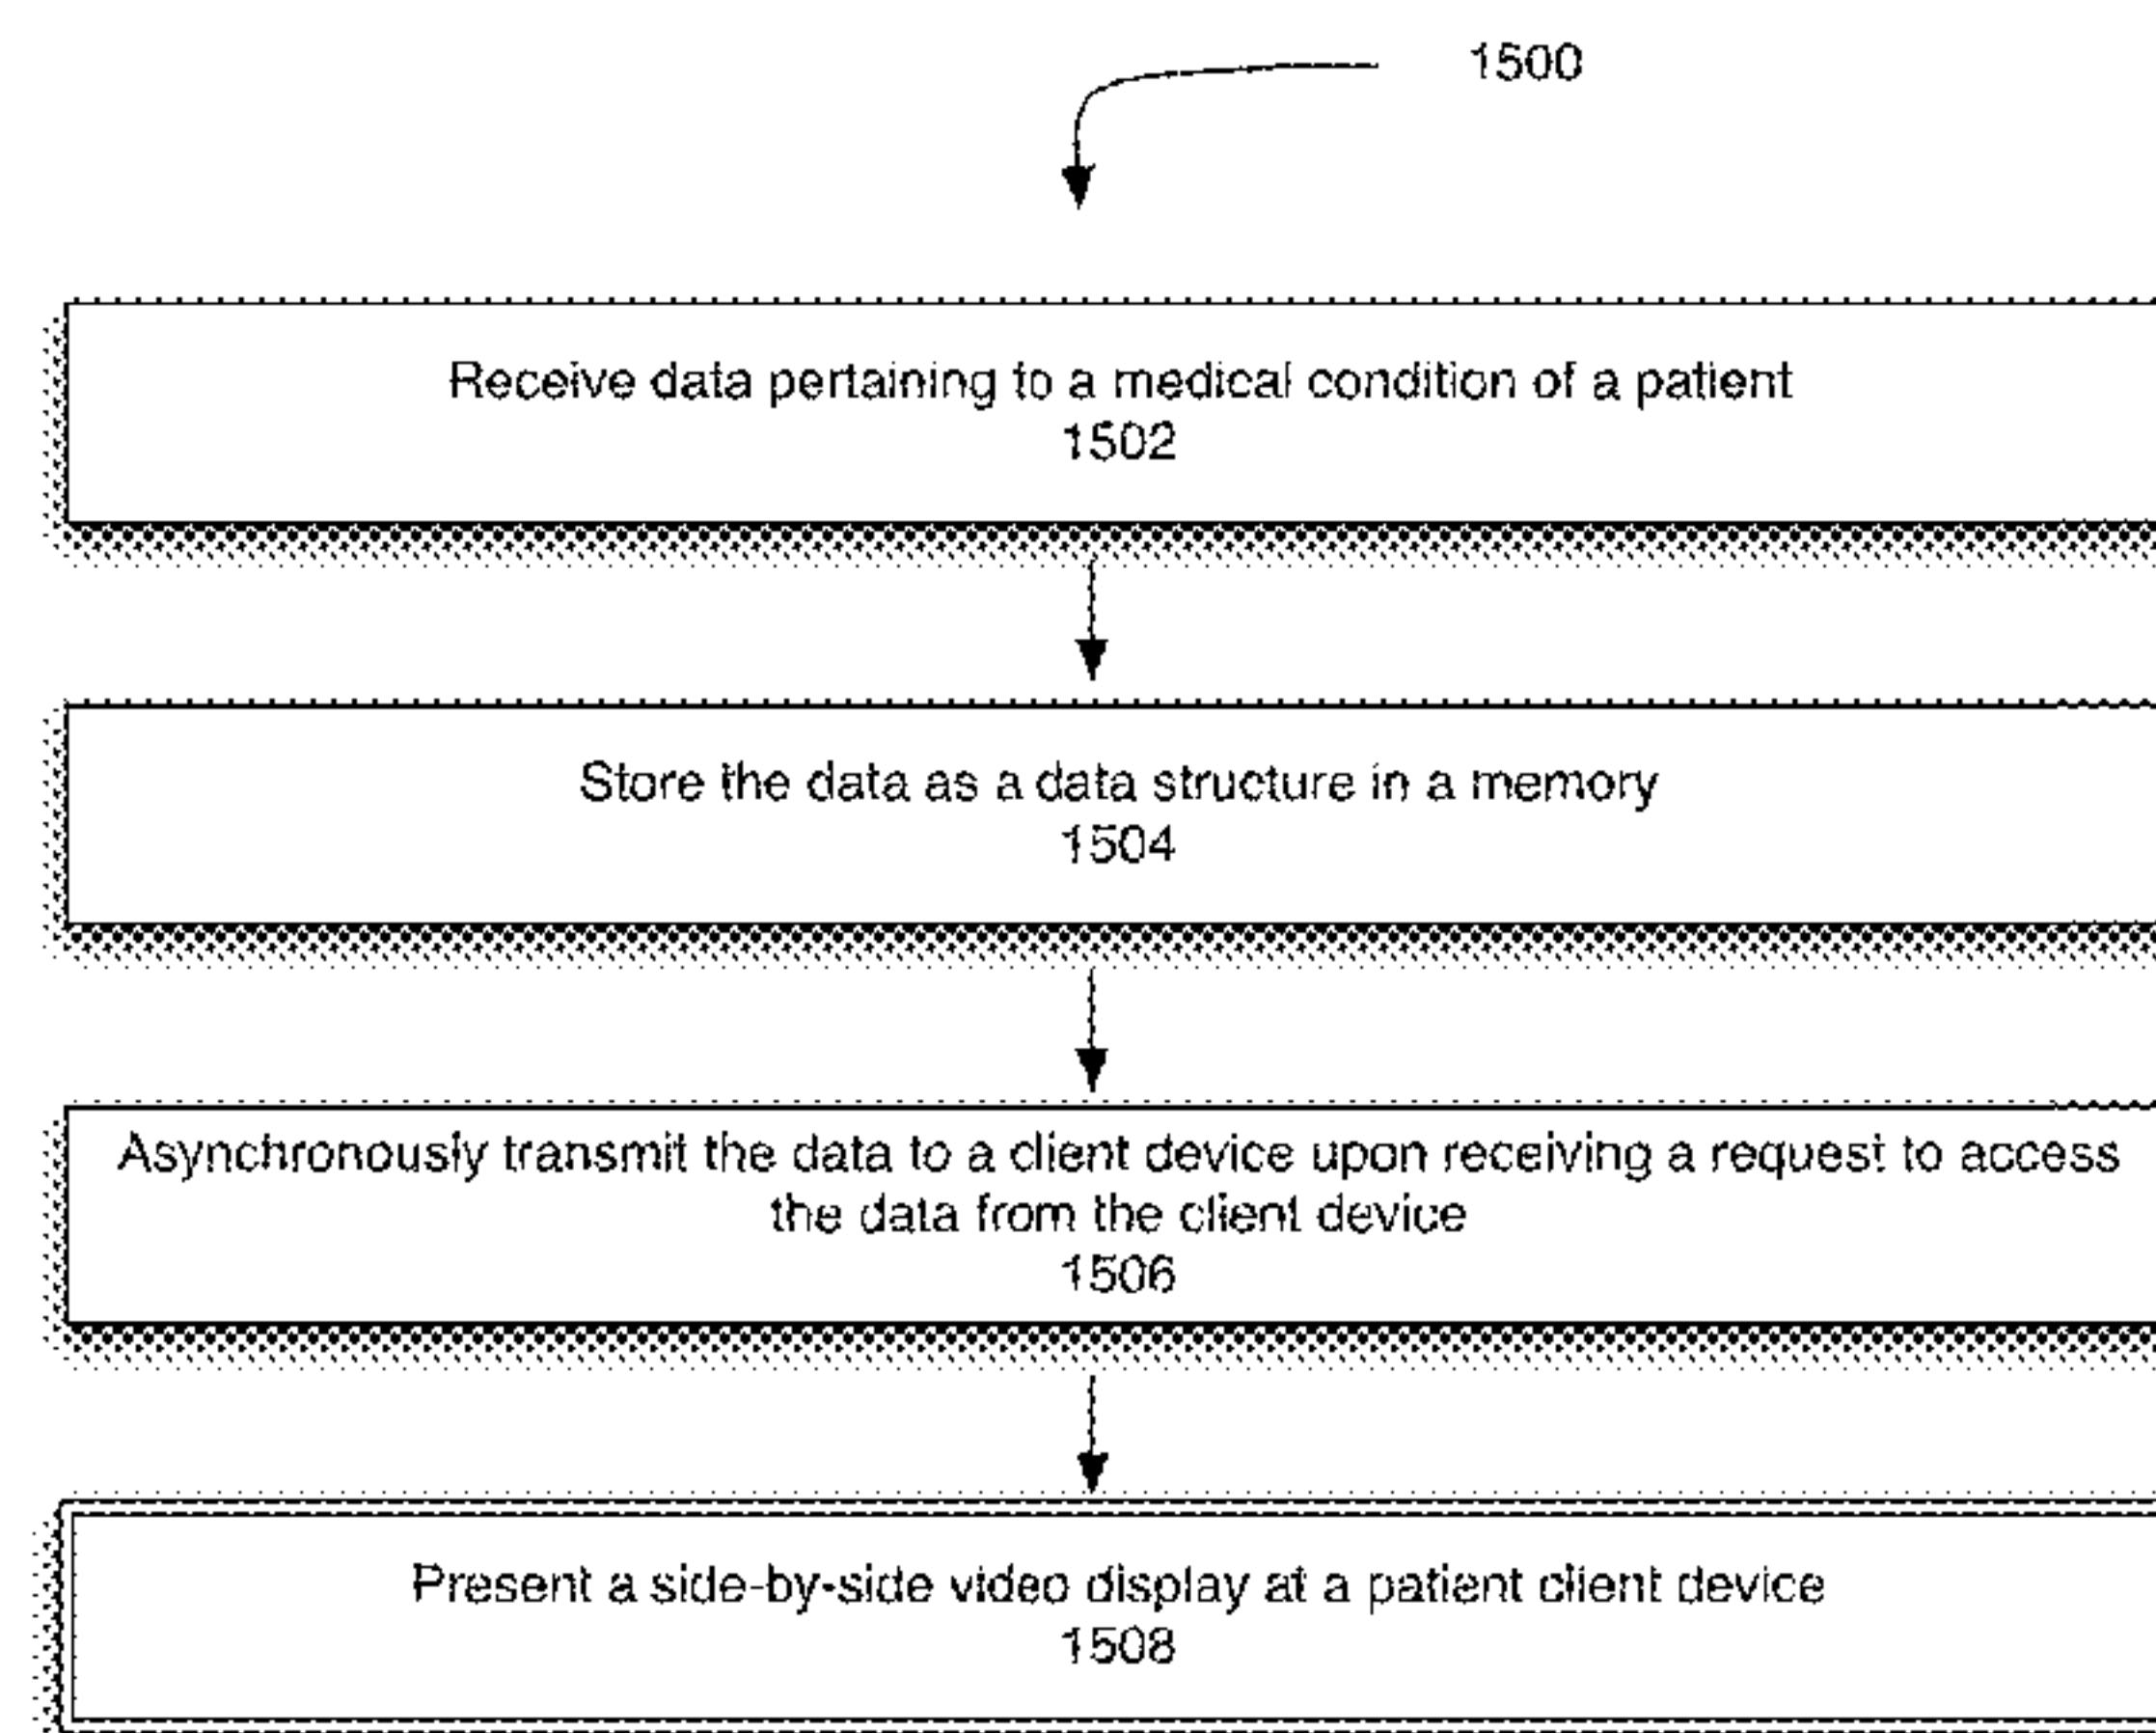 1500
Receive data pertaining to a medical condition of a patient
1502
Store the data as a data structure in a memory
1504
Asynchronously transmit the data to a client device upon receiving a request to access
the data from the client device
1506
Present a side-by-side video display at a patient client device
1508